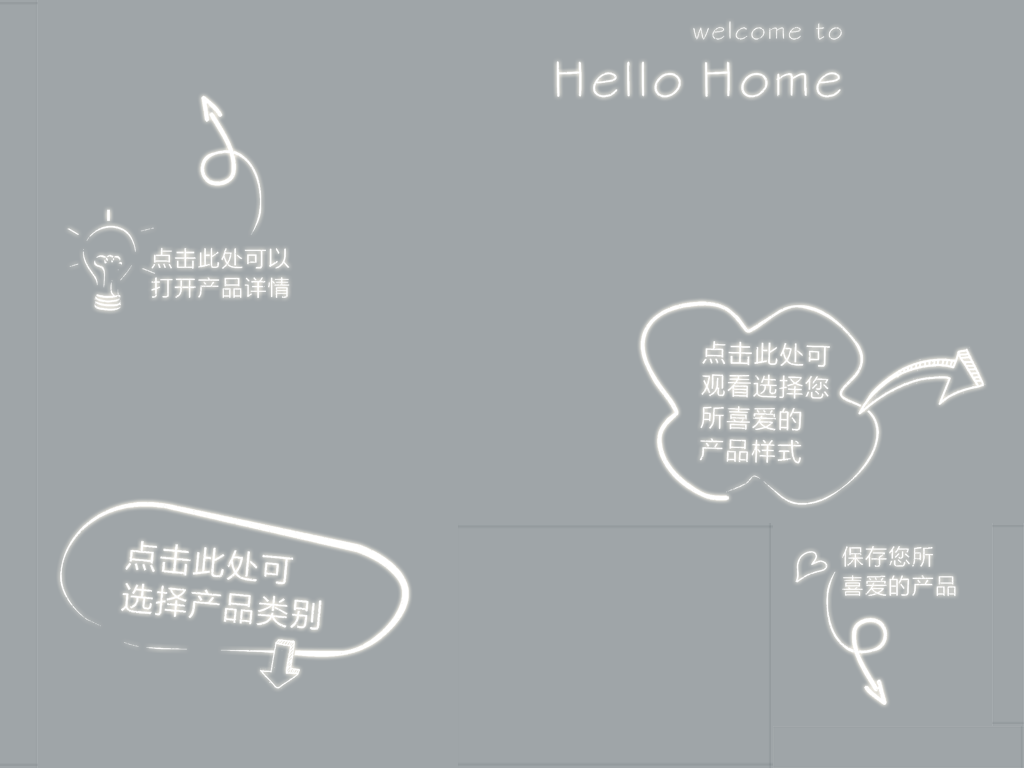 welcome to
Hello Home
点击此处可以
打开产品详情
点击此处可
观看选择您
所喜爱的
产品样式
点击此处可
选择产品类别
保存您所
喜爱的产品